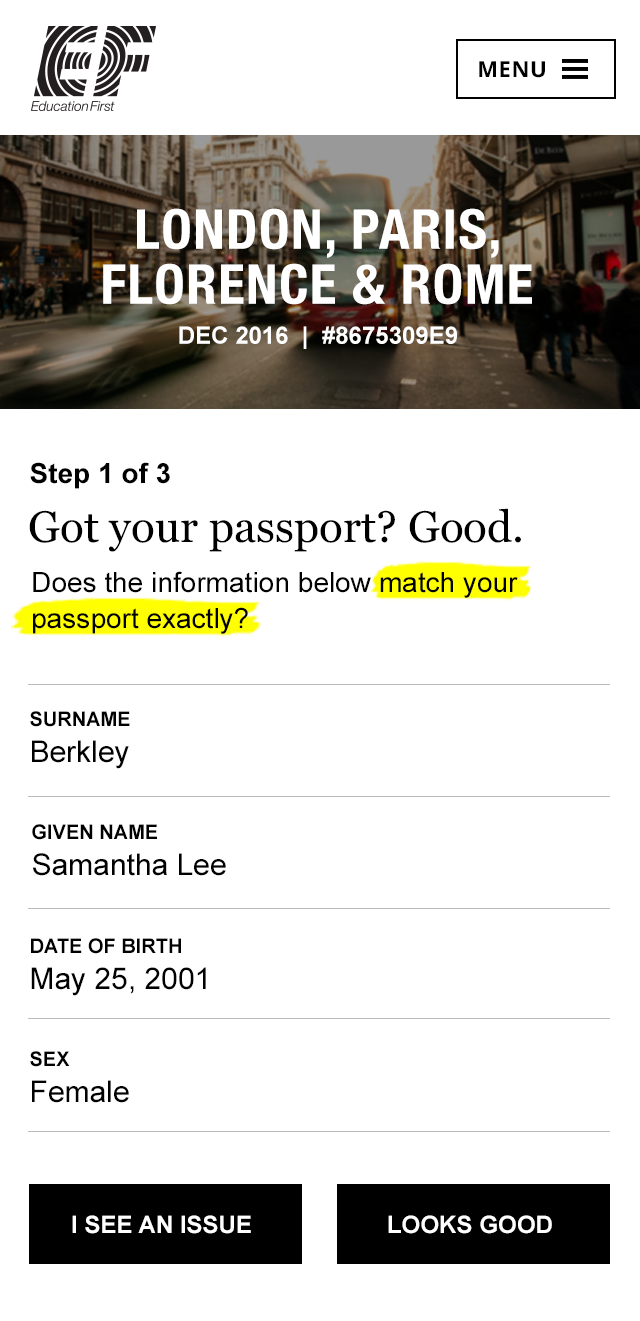 EF
Education First
MENU
LONDON, PARIS,
FLORENCE & ROME
DEC 2016 | #8675309E9
Step 1 of 3
Got your passport? Good.
Does the information below match your
passport exactly?
SURNAME
Berkley
GIVEN NAME
Samantha Lee
DATE OF BIRTH
May 25, 2001
SEX
Female
I SEE AN ISSUE
LOOKS GOOD